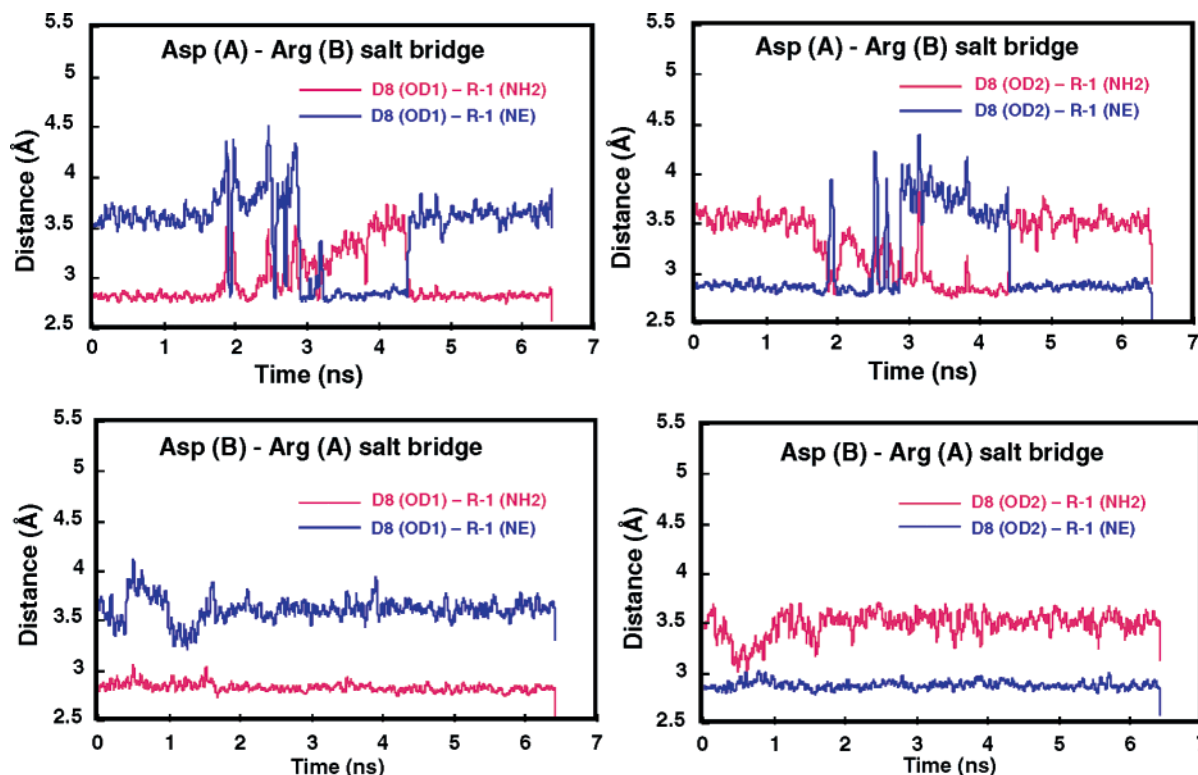 Asp (A) - Arg (B) salt bridge
D8 (OD1) – R-1 (NH2)
D8 (OD1) – R-1 (NE)
Distance (Å)
5.5
5
4.5
4
3.5
3
2.5
0 1 2 3 4 5 6 7
Time (ns)
Asp (A) - Arg (B) salt bridge
D8 (OD2) – R-1 (NH2)
D8 (OD2) – R-1 (NE)
Distance (Å)
5.5
5
4.5
4
3.5
3
2.5
0 1 2 3 4 5 6 7
Time (ns)
Asp (B) - Arg (A) salt bridge
D8 (OD1) – R-1 (NH2)
D8 (OD1) – R-1 (NE)
Distance (Å)
5.5
5
4.5
4
3.5
3
2.5
0 1 2 3 4 5 6 7
Time (ns)
Asp (B) - Arg (A) salt bridge
D8 (OD2) – R-1 (NH2)
D8 (OD2) – R-1 (NE)
Distance (Å)
5.5
5
4.5
4
3.5
3
2.5
0 1 2 3 4 5 6 7
Time (ns)